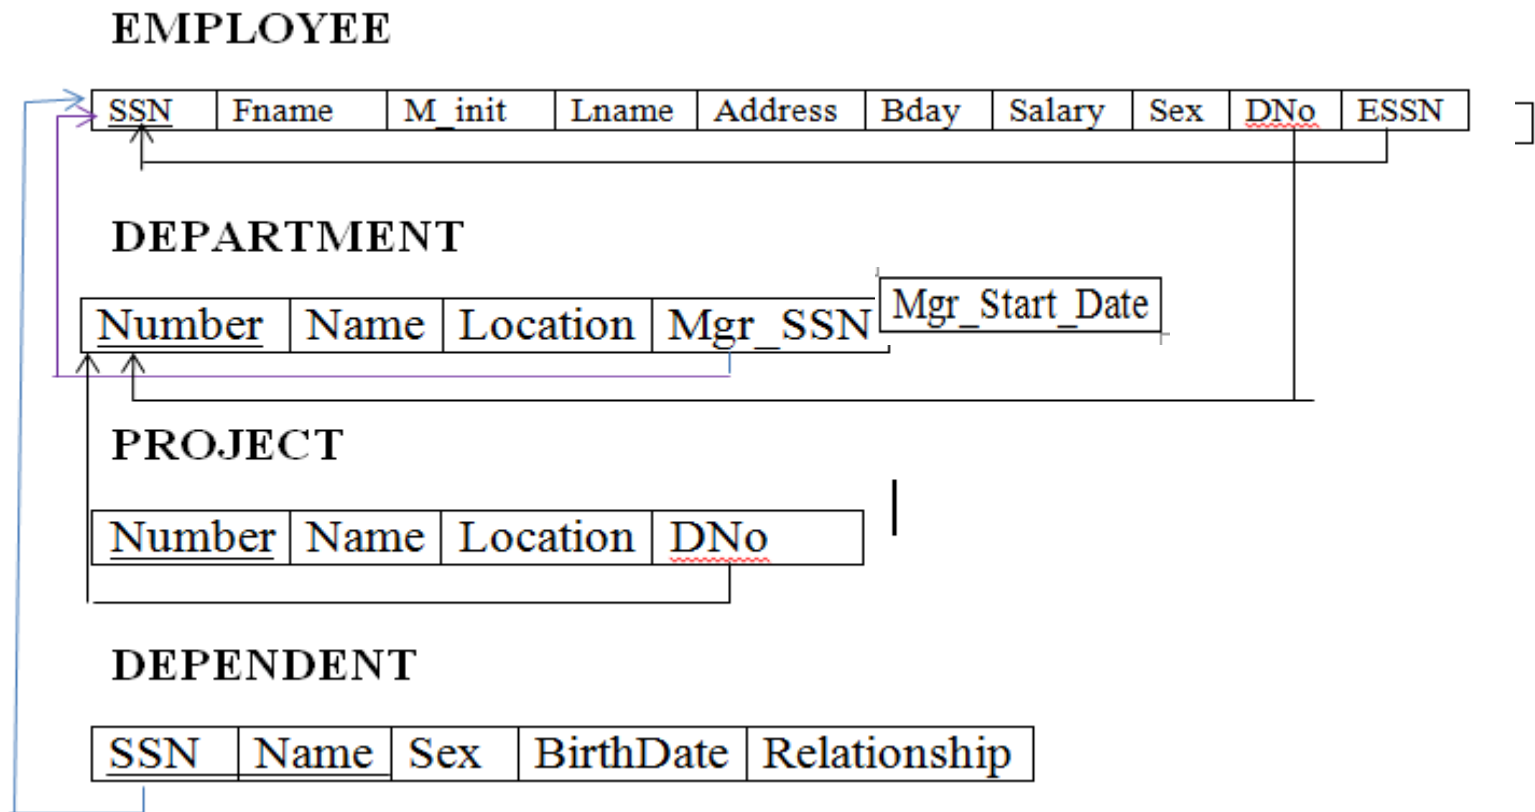 EMPLOYEE
SSN Fname M_init Lname Address Bday Salary Sex DNo ESSN
DEPARTMENT
Number Name Location Mgr_SSN Mgr_Start_Date
PROJECT
Number Name Location DNo
DEPENDENT
SSN Name Sex BirthDate Relationship